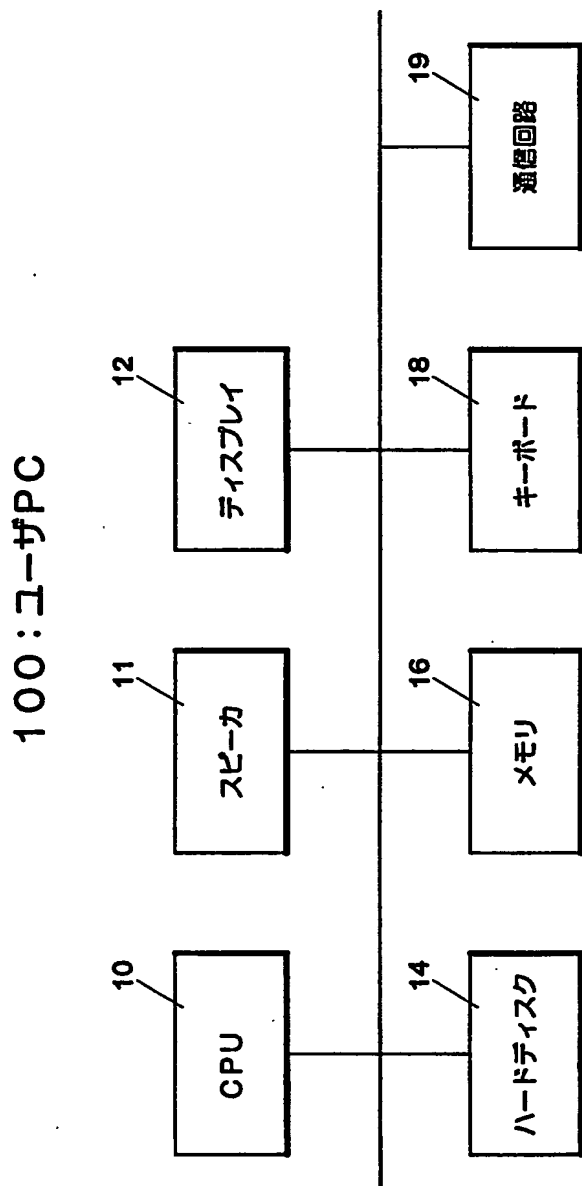 100:ユーザPC
10
CPU
11
スピーカ
12
ディスプレイ
14
ハードディスク
16
メモリ
18
キーボード
19
通信回路